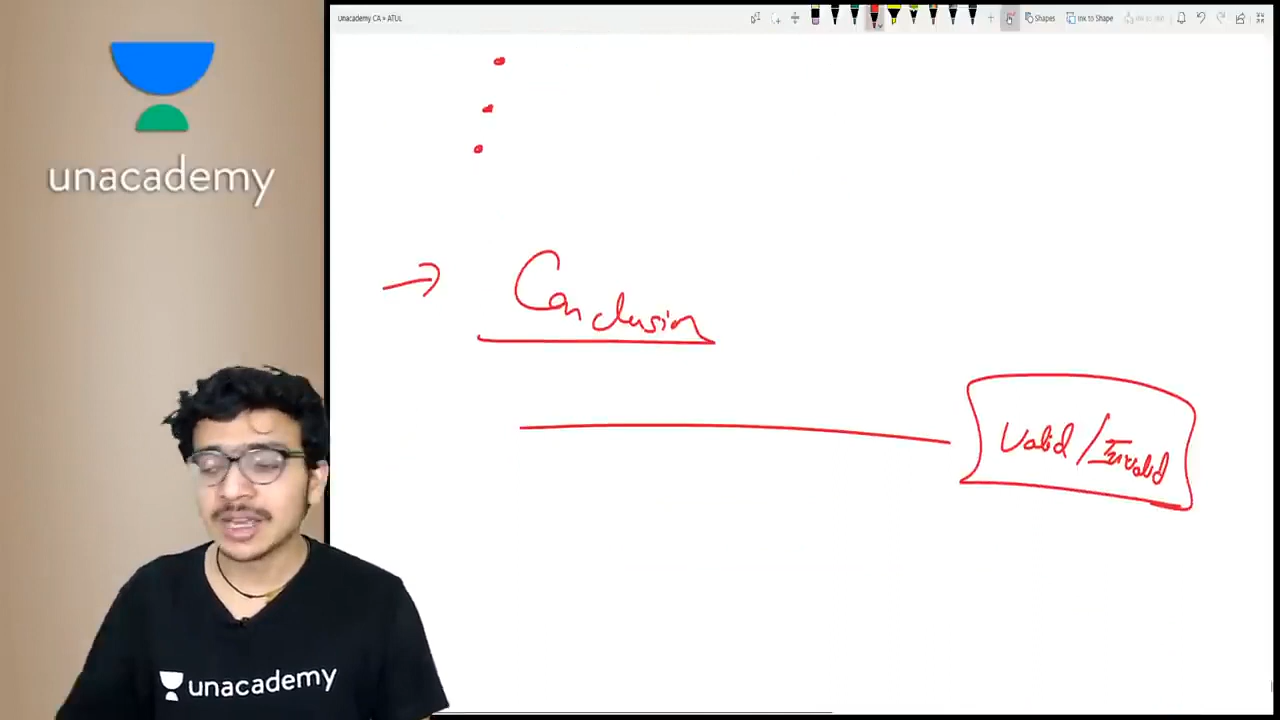 Unacademy CA > ATUL
Shapes
Ink to Shape
unacademy
→ Conclusion
Valid / Invalid
unacademy